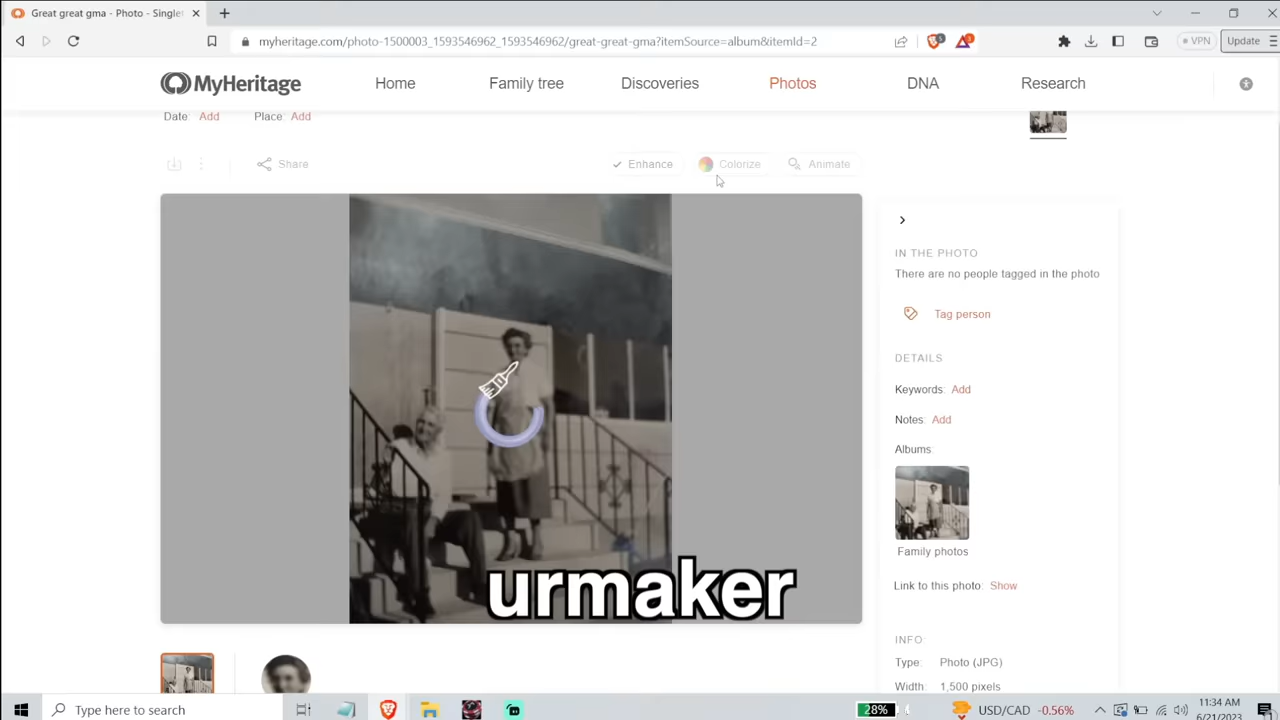 Great great gma - Photo - Singlet
myheritage.com/photo-1500003_1593546962_1593546962/great-great-gma?itemSource=album&itemId=2
5
3
VPN
Update
MyHeritage
Home
Family tree
Discoveries
Photos
DNA
Research
Date: Add
Place: Add
Share
Enhance
Colorize
Animate
IN THE PHOTO
There are no people tagged in the photo
Tag person
DETAILS
Keywords: Add
Notes: Add
Albums:
Family photos
Link to this photo: Show
urmaker
INFO:
Type: Photo (JPG)
Width: 1,500 pixels
Type here to search
28%
USD/CAD -0.56%
11:34 AM